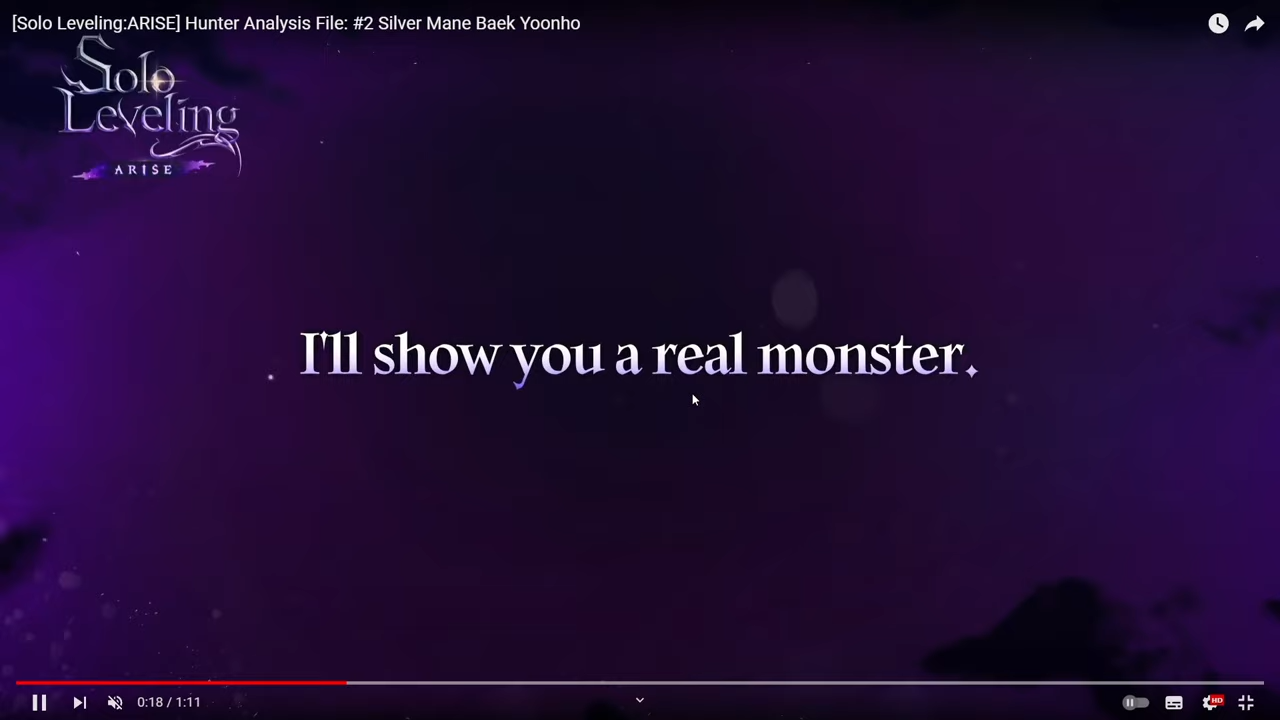 [Solo Leveling:ARISE] Hunter Analysis File: #2 Silver Mane Baek Yoonho
Solo
Leveling
ARISE
I'll show you a real monster.
0:18 / 1:11
HD